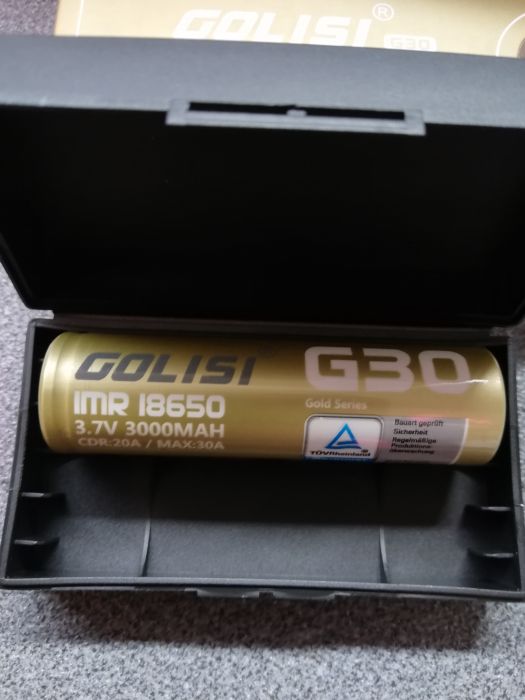 GOLISI®
G30
GOLISI
G30
Gold Series
IMR 18650
3.7V 3000MAH
CDR:20A / MAX:30A
TÜVRheinland
Bauart geprüft
Sicherheit
Regelmäßige
Produktions-
überwachung